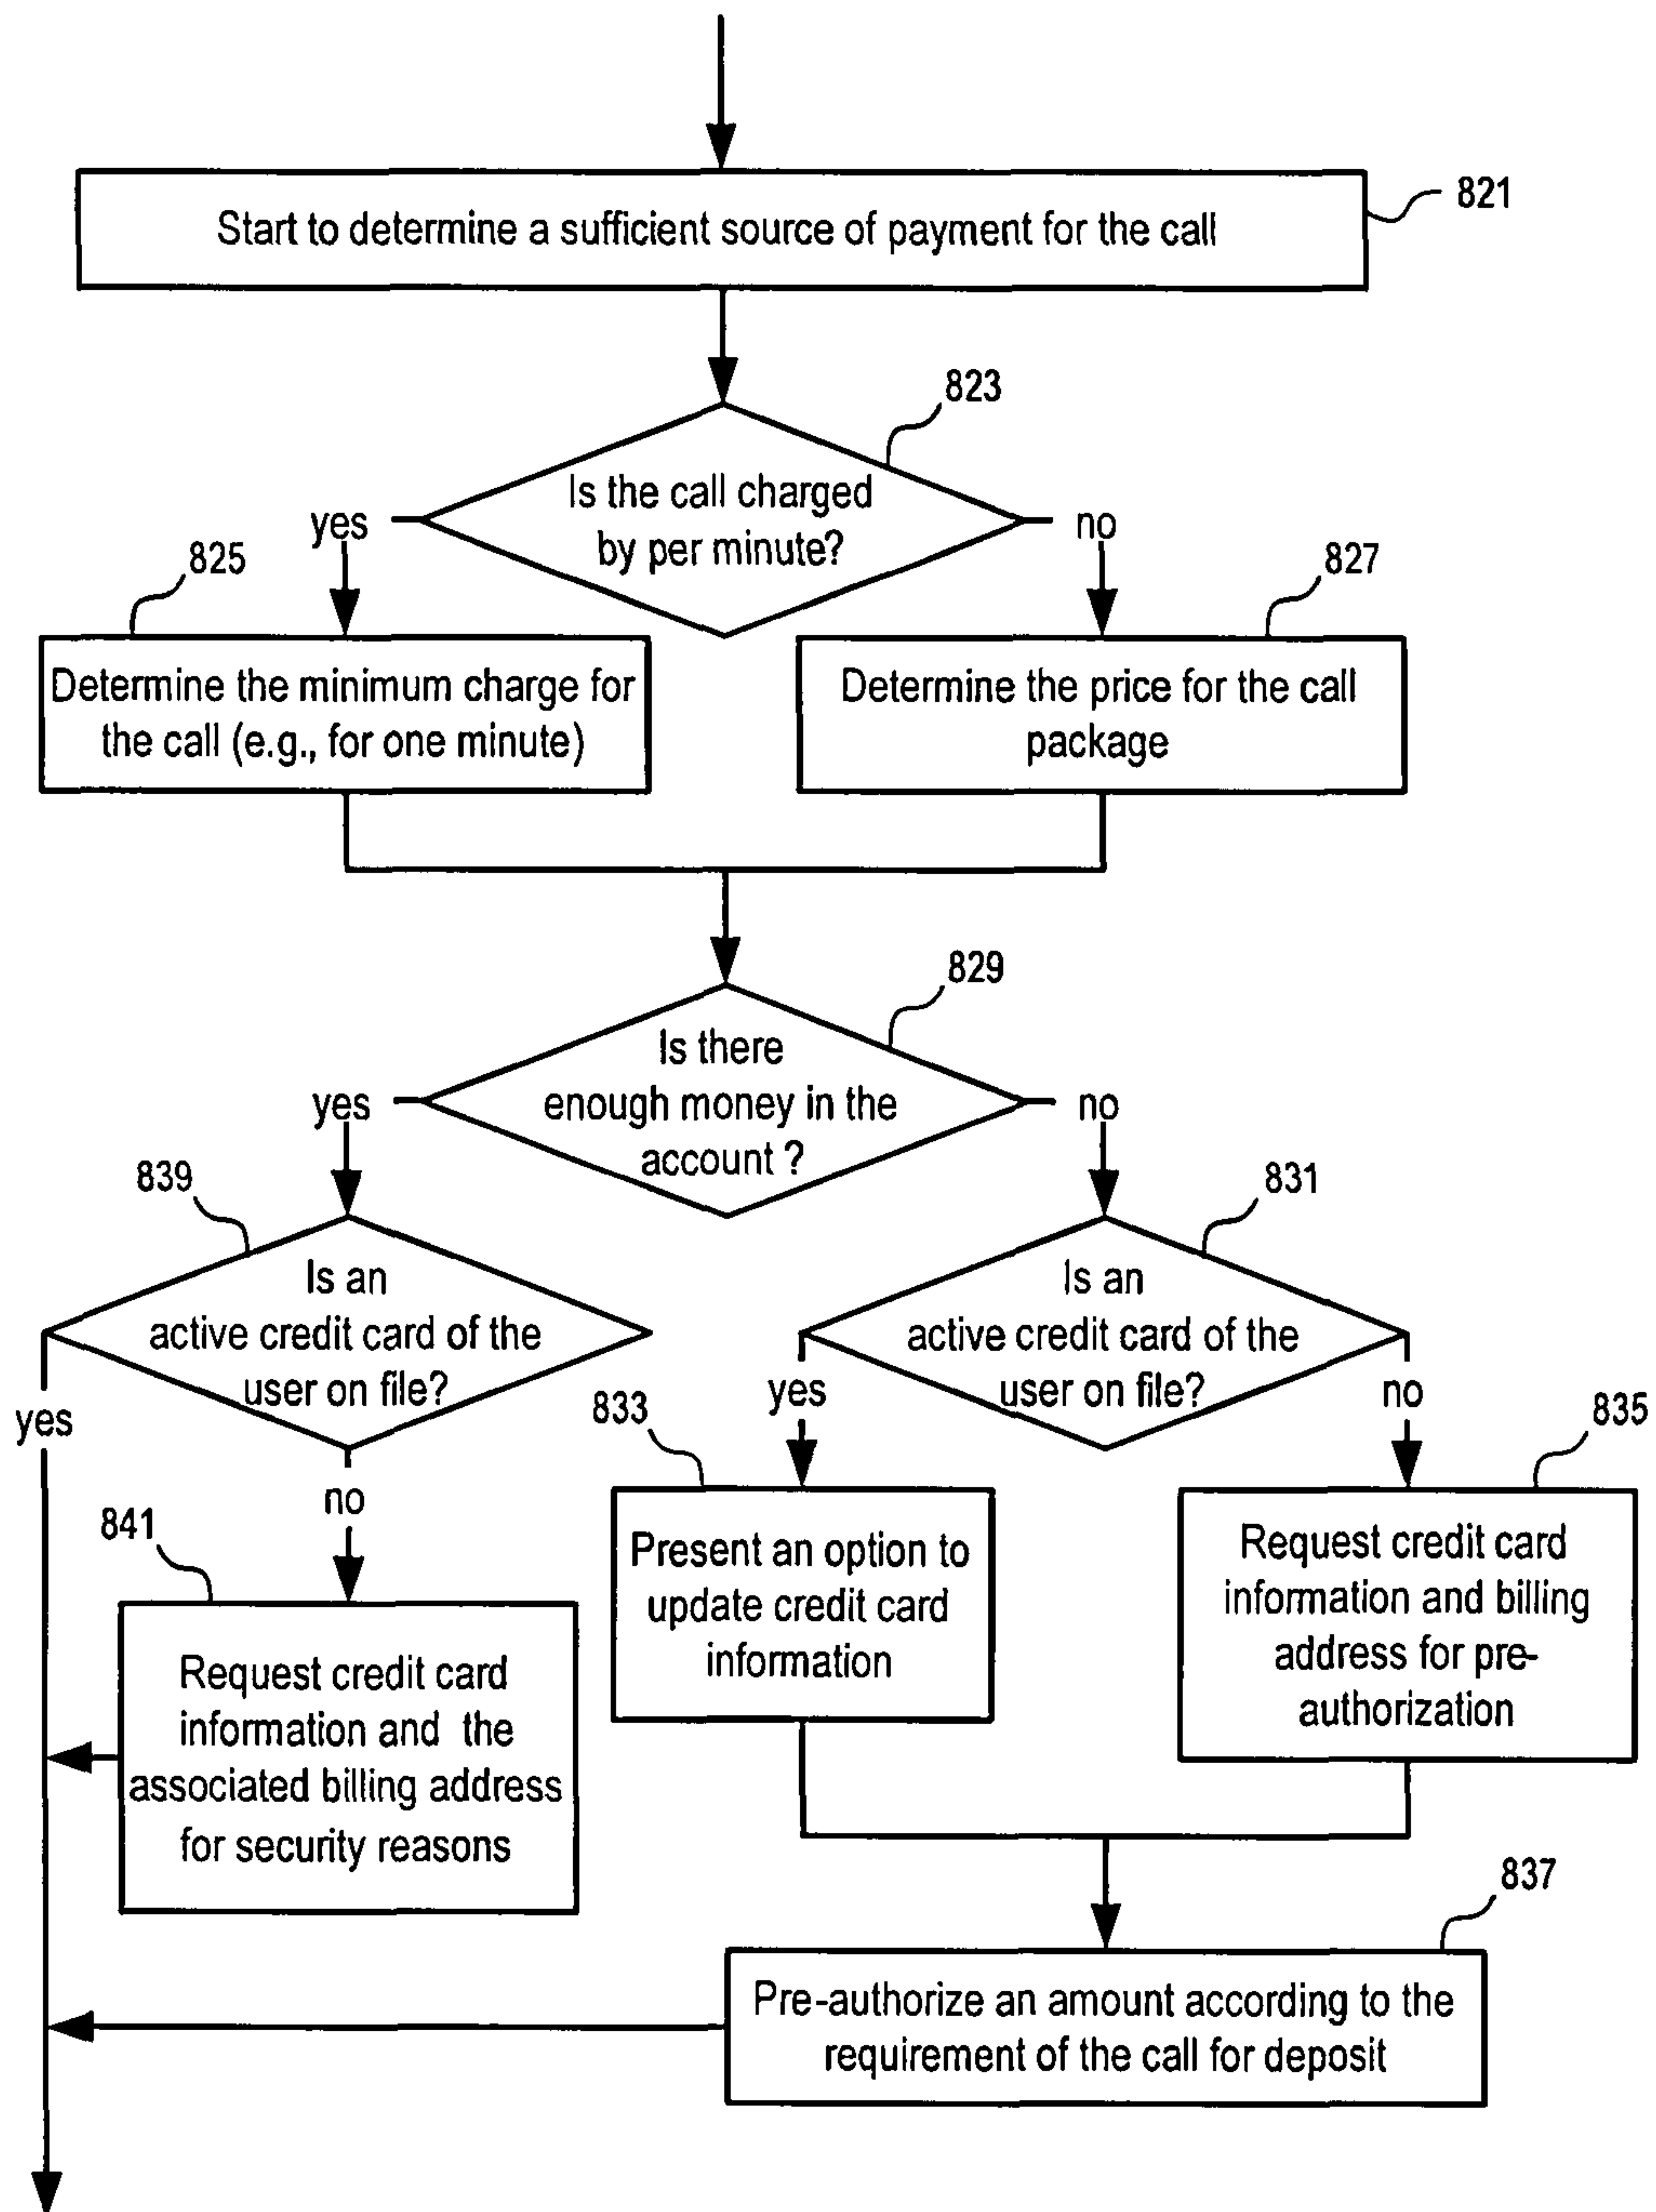 Start to determine a sufficient source of payment for the call
821
823
Is the call charged
by per minute?
yes
no
825
827
Determine the minimum charge for
the call (e.g., for one minute)
Determine the price for the call
package
829
Is there
enough money in the
account ?
yes
no
839
831
Is an
active credit card of the
user on file?
Is an
active credit card of the
user on file?
yes
no
yes
no
833
835
841
Present an option to
update credit card
information
Request credit card
information and billing
address for pre-
authorization
Request credit card
information and the
associated billing address
for security reasons
837
Pre-authorize an amount according to the
requirement of the call for deposit